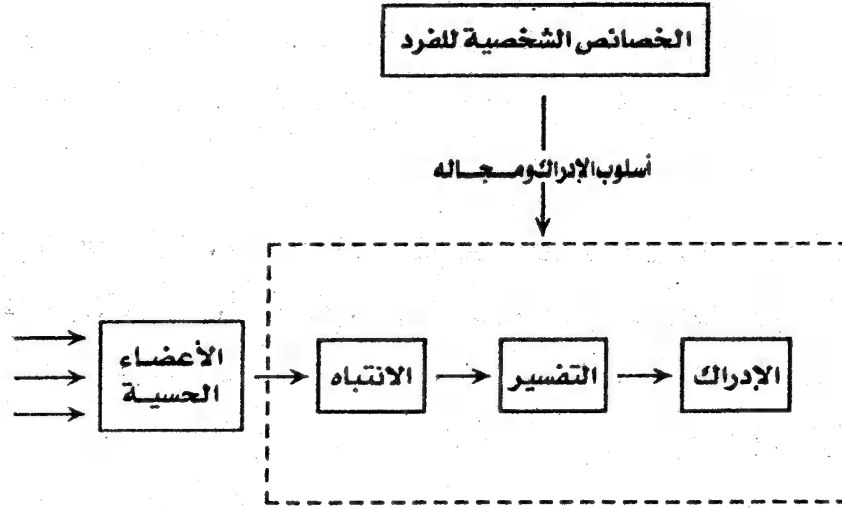 الخصائص الشخصية للفرد
أسلوب الإدراك ومجاله
الأعضاء
الحسية
الانتباه
التفسير
الإدراك